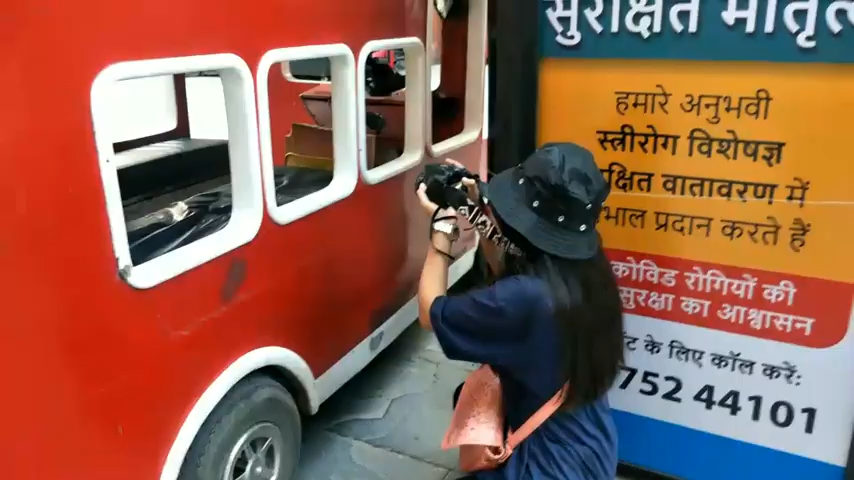 सुरक्षित मातृत्व
हमारे अनुभवी
स्त्रीरोग विशेषज्ञ
वातावरण में
प्रदान करते हैं
कोविड रोगियों की
सुरक्षा का आश्वासन
के लिए कॉल करें:
752 44101